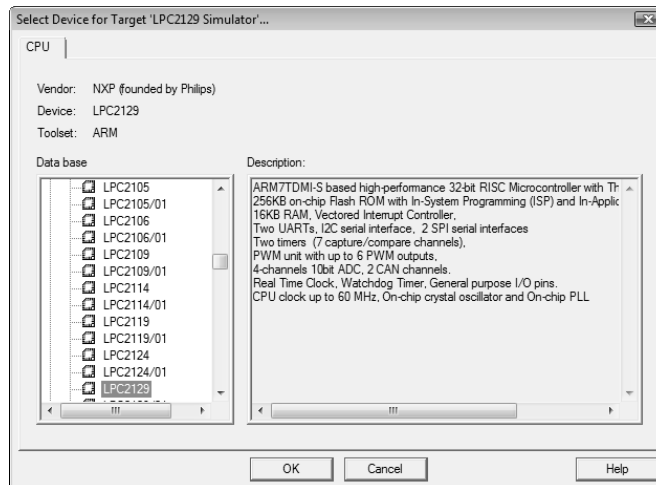 Select Device for Target 'LPC2129 Simulator'...
CPU
Vendor: NXP (founded by Philips)
Device: LPC2129
Toolset: ARM
Data base
LPC2105
LPC2105/01
LPC2106
LPC2106/01
LPC2109
LPC2109/01
LPC2114
LPC2114/01
LPC2119
LPC2119/01
LPC2124
LPC2124/01
LPC2129
Description:
ARM7TDMI-S based high-performance 32-bit RISC Microcontroller with Th
256KB on-chip Flash ROM with In-System Programming (ISP) and In-Applic
16KB RAM, Vectored Interrupt Controller,
Two UARTs, I2C serial interface, 2 SPI serial interfaces
Two timers (7 capture/compare channels),
PWM unit with up to 6 PWM outputs,
4-channels 10bit ADC, 2 CAN channels.
Real Time Clock, Watchdog Timer, General purpose I/O pins.
CPU clock up to 60 MHz, On-chip crystal oscillator and On-chip PLL
OK Cancel Help